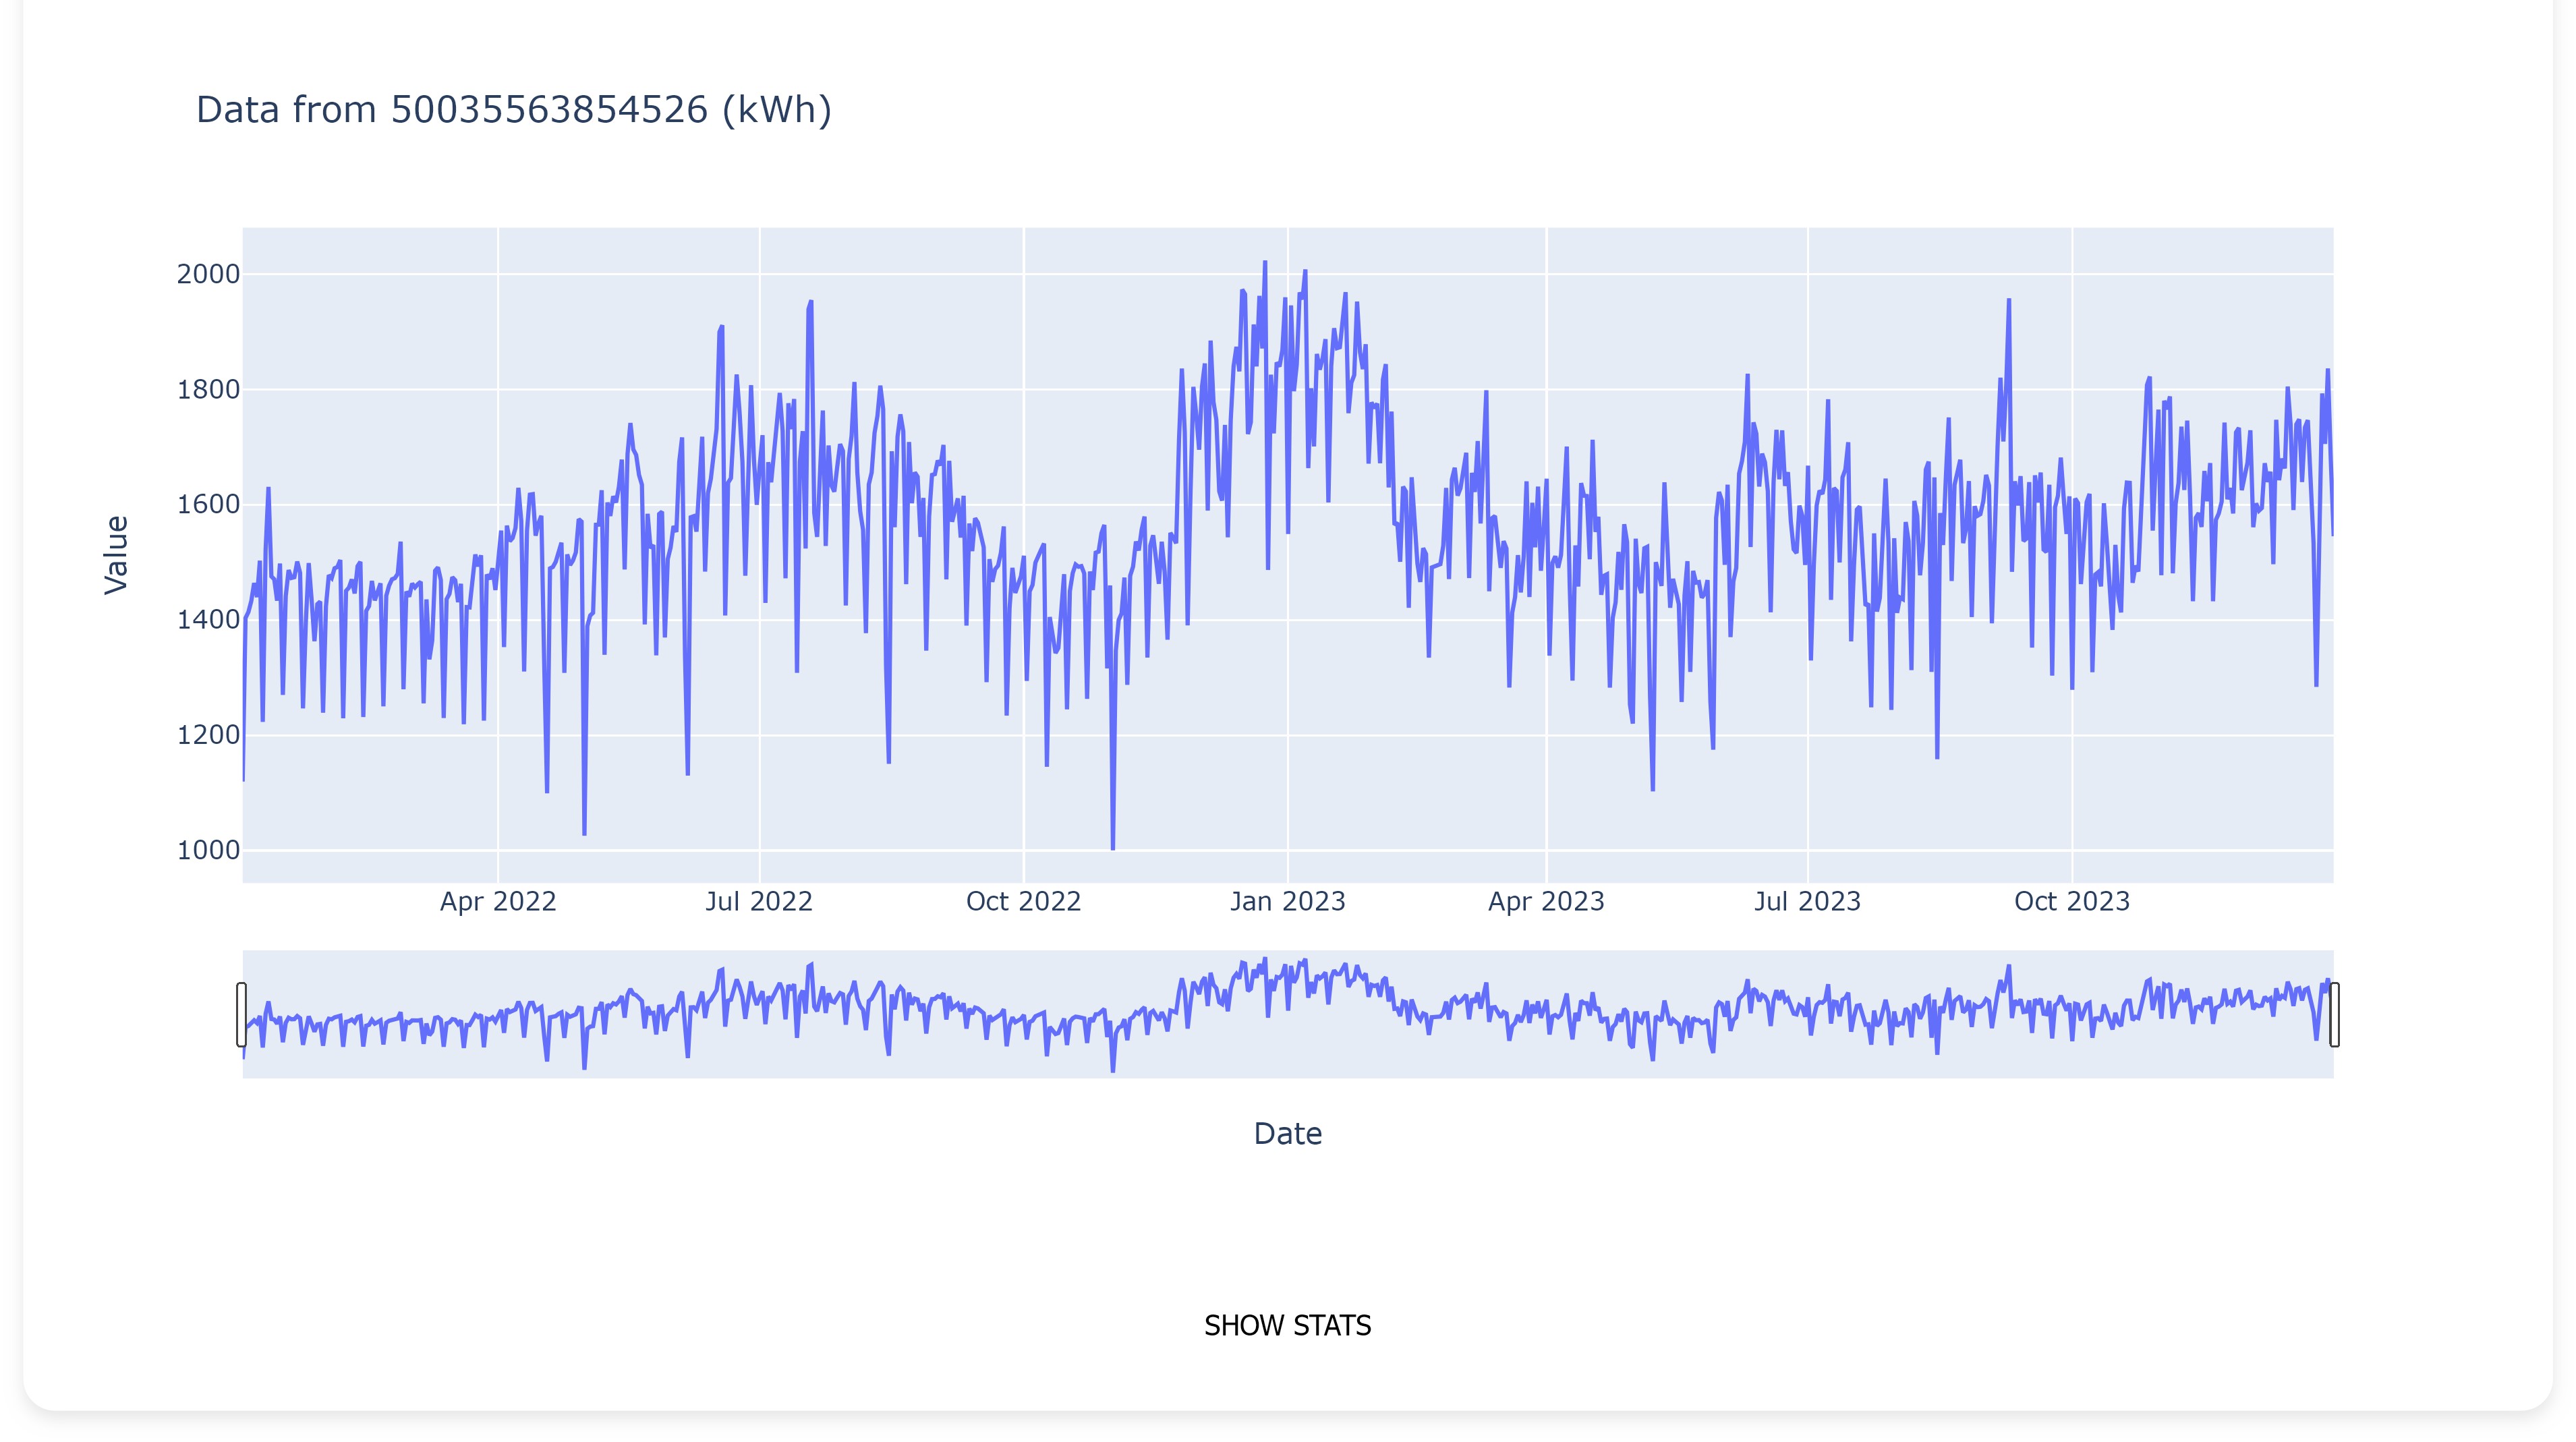 Data from 50035563854526 (kWh)
2000
1800
1600
1400
1200
1000
Value
Apr 2022
Jul 2022
Oct 2022
Jan 2023
Apr 2023
Jul 2023
Oct 2023
Date
SHOW STATS